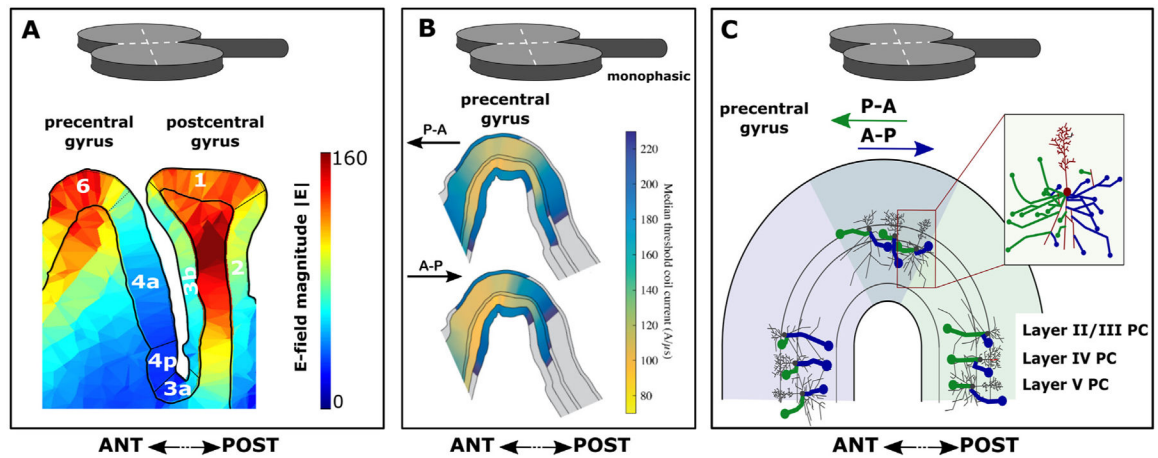 A
precentral
gyrus
postcentral
gyrus
6
1
4a
3b
2
4p
3a
160
E-field magnitude |E|
0
ANT
POST
B
monophasic
precentral
gyrus
P-A
A-P
220
200
180
160
140
120
100
80
Median threshold coil current (A/µs)
ANT
POST
C
precentral
gyrus
P-A
A-P
Layer II/III PC
Layer IV PC
Layer V PC
ANT
POST